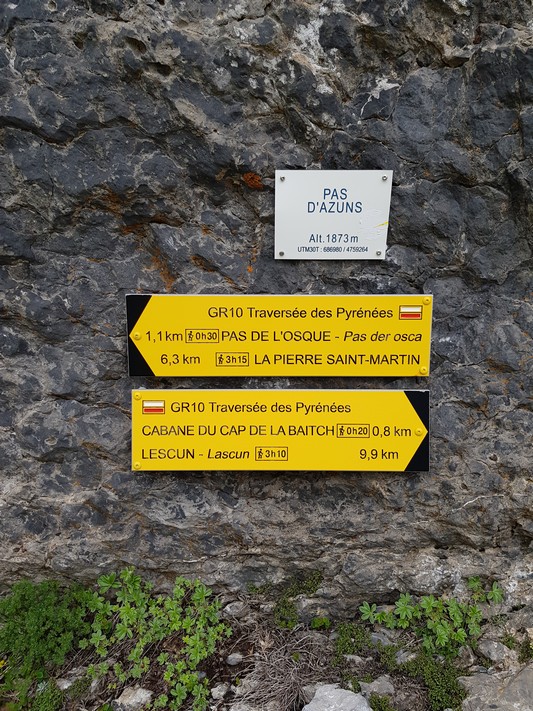 PAS
D'AZUNS
Alt.1873 m
UTM30T : 686980 / 4759264
GR10 Traversée des Pyrénées
1,1 km 0h30 PAS DE L'OSQUE - Pas der osca
6,3 km 3h15 LA PIERRE SAINT-MARTIN
GR10 Traversée des Pyrénées
CABANE DU CAP DE LA BAITCH 0h20 0,8 km
LESCUN - Lascun 3h10 9,9 km